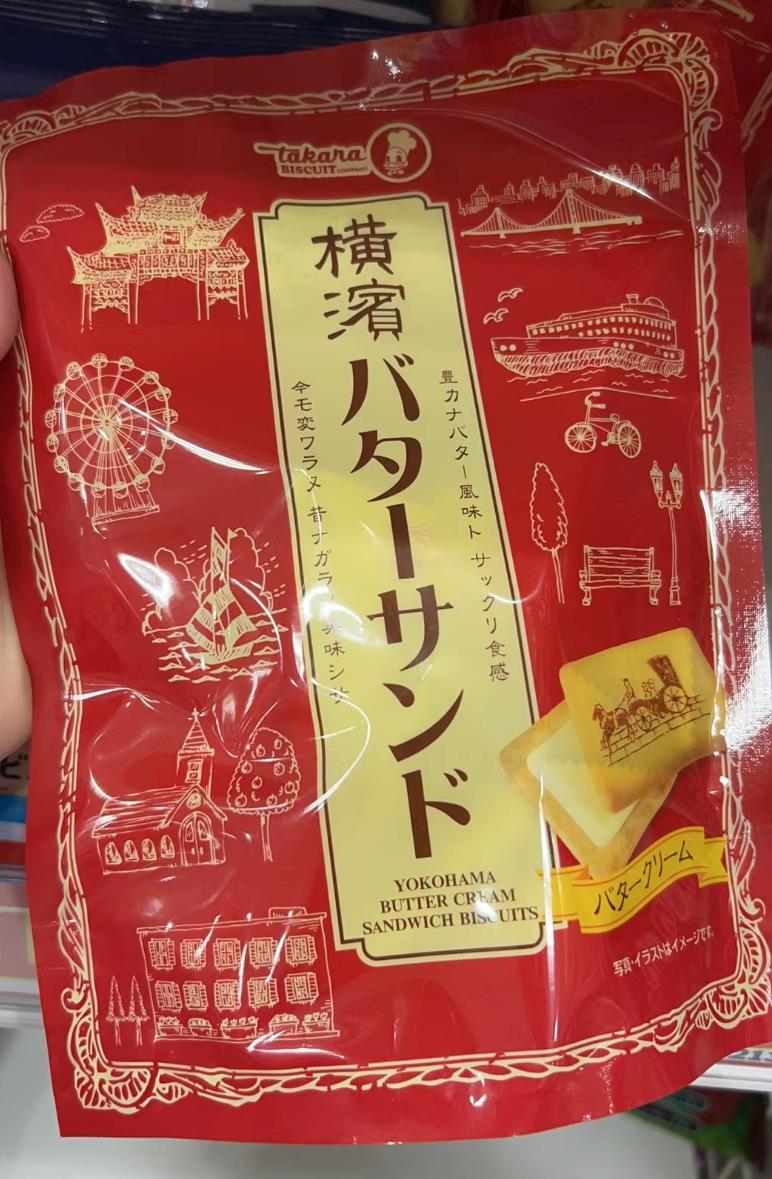 takara
BISCUIT COMPANY
横濱バターサンド
豊カナバター風味ト サックリ食感
今モ変ワラヌ 昔ナガラノ美味シサ
YOKOHAMA
BUTTER CREAM
SANDWICH BISCUITS
バタークリーム
写真・イラストはイメージです。